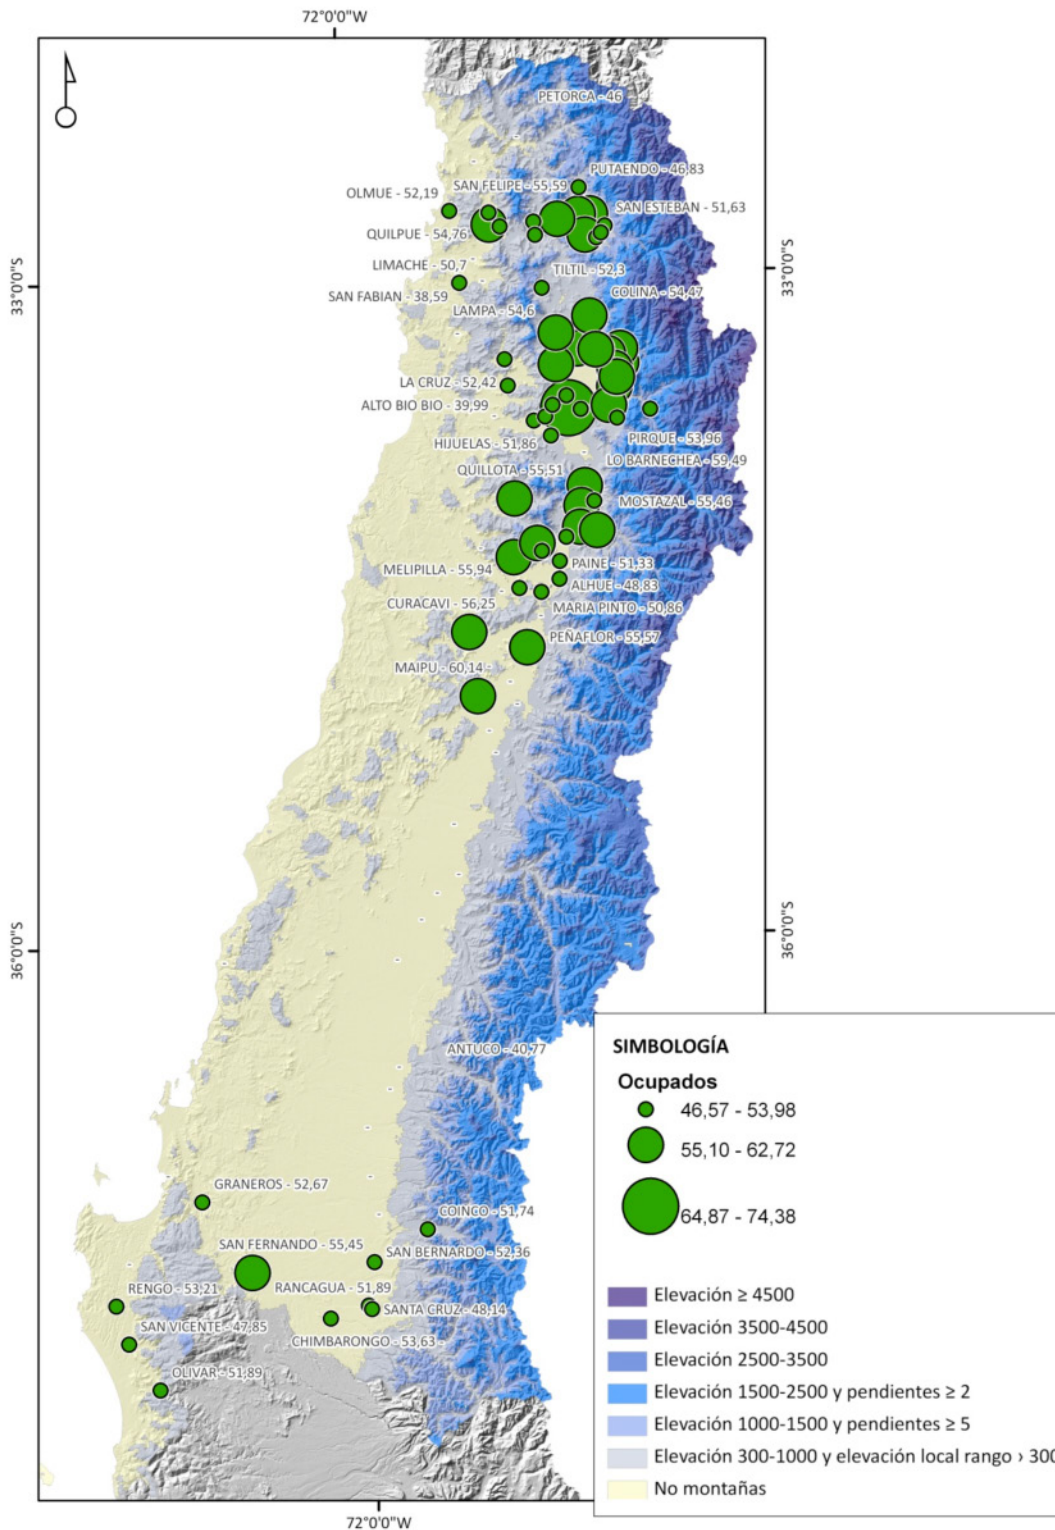 72°0'0"W
PETORCA - 46
PUTAENDO - 46,83
SAN FELIPE - 55,59
OLMUE - 52,19
SAN ESTEBAN - 51,63
QUILPUE - 54,76
LIMACHE - 50,7
TILTIL - 52,3
33°0'0"S
33°0'0"S
SAN FABIAN - 38,59
COLINA - 54,47
LAMPA - 54,6
LA CRUZ - 52,42
ALTO BIO BIO - 39,99
HIJUELAS - 51,86
PIRQUE - 53,96
LO BARNECHEA - 59,49
QUILLOTA - 55,51
MOSTAZAL - 55,46
MELIPILLA - 55,94
PAINE - 51,33
ALHUE - 48,83
CURACAVI - 56,25
MARIA PINTO - 50,86
PEÑAFLOR - 55,57
MAIPU - 60,14
36°0'0"S
36°0'0"S
ANTUCO - 40,77
GRANEROS - 52,67
COINCO - 51,74
SAN FERNANDO - 55,45
SAN BERNARDO - 52,36
RENGO - 53,21
RANCAGUA - 51,89
SANTA CRUZ - 48,14
SAN VICENTE - 47,85
CHIMBARONGO - 53,63
OLIVAR - 51,89
72°0'0"W
SIMBOLOGÍA
Ocupados
46,57 - 53,98
55,10 - 62,72
64,87 - 74,38
Elevación ≥ 4500
Elevación 3500-4500
Elevación 2500-3500
Elevación 1500-2500 y pendientes ≥ 2
Elevación 1000-1500 y pendientes ≥ 5
Elevación 300-1000 y elevación local rango › 300
No montañas